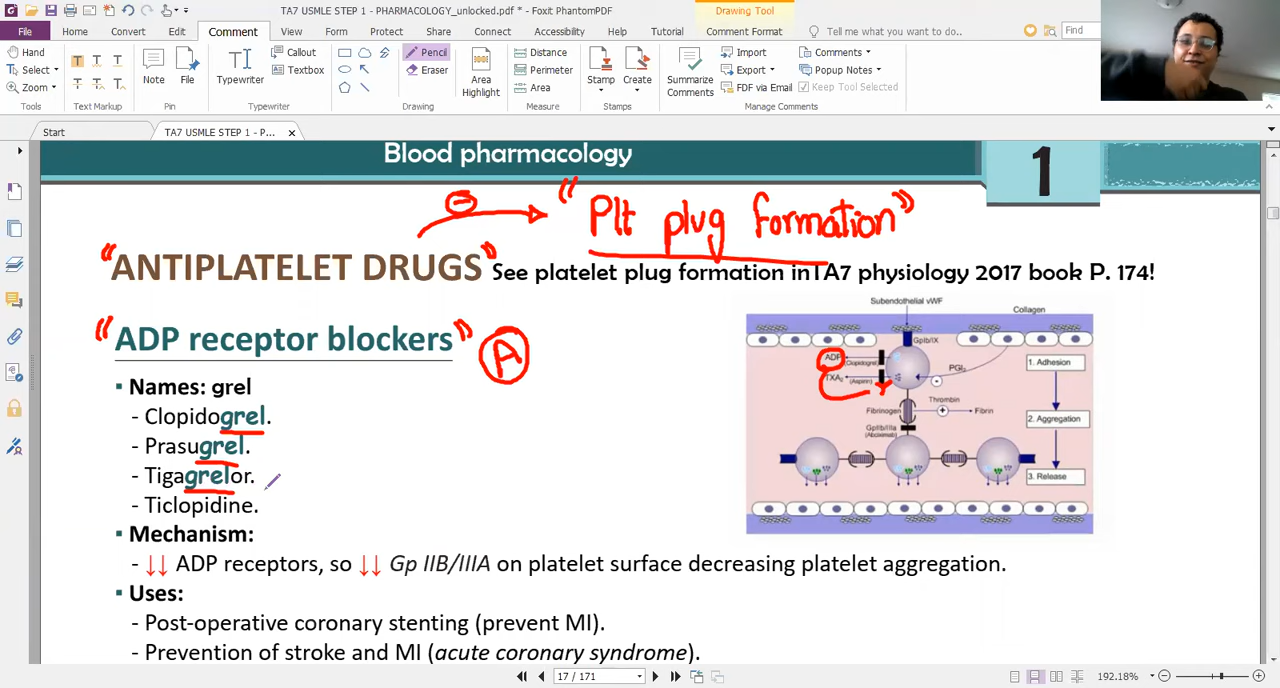 TA7 USMLE STEP 1 - PHARMACOLOGY_unlocked.pdf * - Foxit PhantomPDF
Drawing Tool
File Home Convert Edit Comment View Form Protect Share Connect Accessibility Help Tutorial Comment Format Tell me what you want to do.. Find
Hand
Select
Zoom
Tools
T T T
T T T
Text Markup
Note
File
Pin
Typewriter
Callout
Textbox
Typewriter
Pencil
Eraser
Drawing
Area Highlight
Distance
Perimeter
Area
Measure
Stamp
Create
Stamps
Summarize Comments
Import
Export
FDF via Email
Comments
Popup Notes
Keep Tool Selected
Manage Comments
Start
TA7 USMLE STEP 1 - P...
Blood pharmacology
1
"Plt plug formation"
"ANTIPLATELET DRUGS" See platelet plug formation inTA7 physiology 2017 book P. 174!
"ADP receptor blockers" A
Names: grel
- Clopidogrel.
- Prasugrel.
- Tigagrelor.
- Ticlopidine.
Mechanism:
- ↓↓ ADP receptors, so ↓↓ Gp IIB/IIIA on platelet surface decreasing platelet aggregation.
Uses:
- Post-operative coronary stenting (prevent MI).
- Prevention of stroke and MI (acute coronary syndrome).
Subendothelial vWF
Collagen
GpIb/IX
ADP
(Clopidogrel)
TXA2
(Aspirin)
PGI2
-
Fibrinogen
Thrombin
+
Fibrin
GpIIb/IIIa
(Abciximab)
1. Adhesion
2. Aggregation
3. Release
17 / 171
192.18%